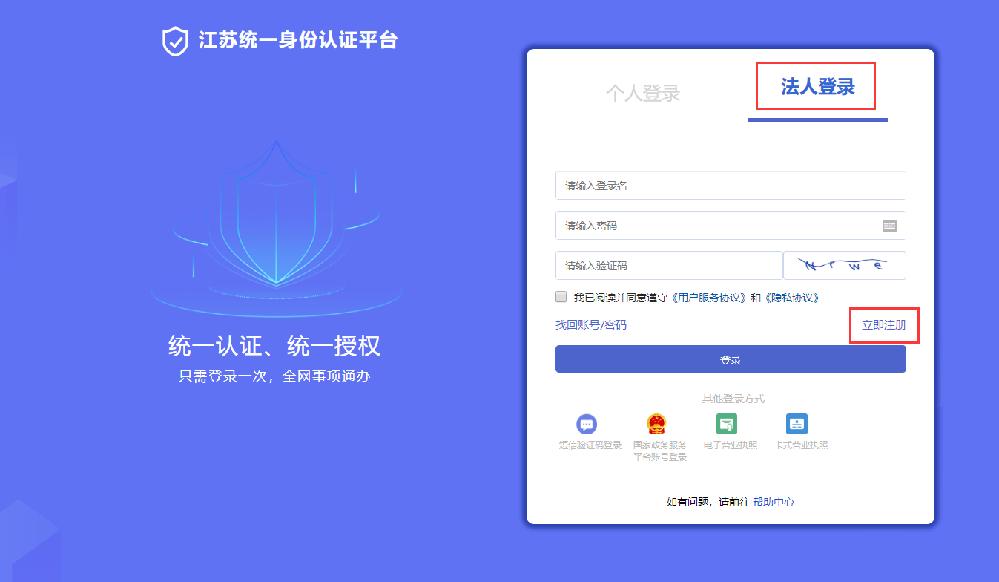 江苏统一身份认证平台
个人登录
法人登录
请输入登录名
请输入密码
请输入验证码
N r w e
我已阅读并同意遵守《用户服务协议》和《隐私协议》
找回账号/密码
立即注册
登录
统一认证、统一授权
只需登录一次，全网事项通办
其他登录方式
短信验证码登录
国家政务服务
平台账号登录
电子营业执照
卡式营业执照
如有问题，请前往 帮助中心